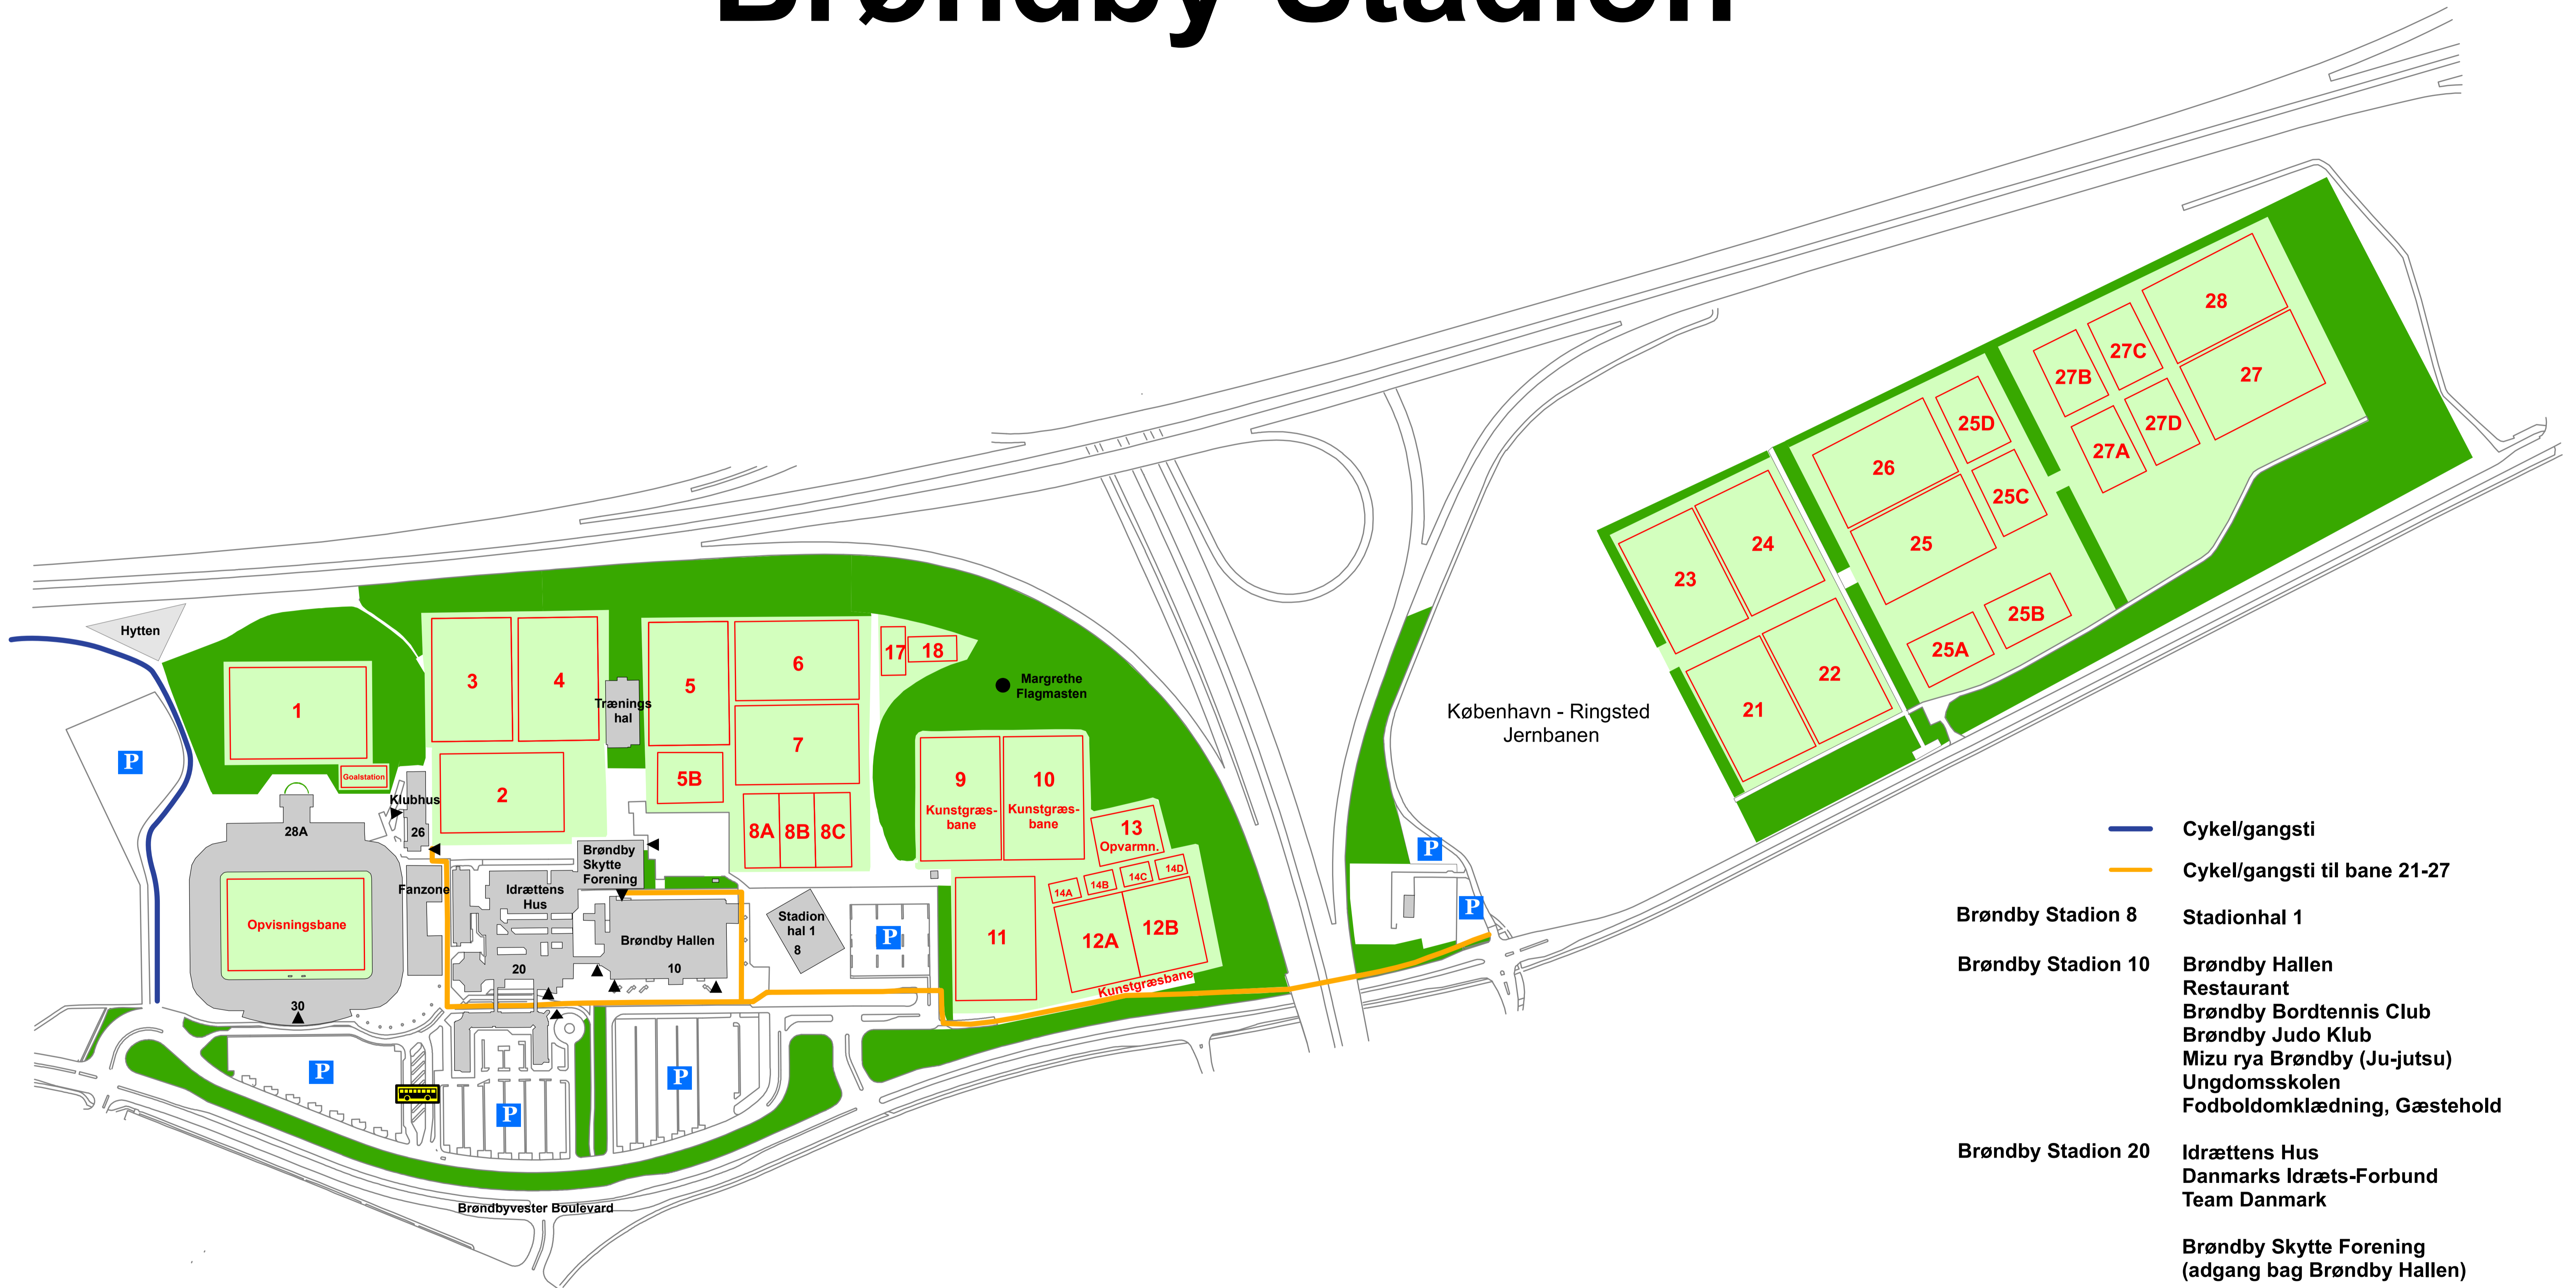 Brøndby Stadion
28
27C
27B
27
25D
27D
27A
26
25C
24
25
23
25B
Hytten
25A
22
6
17
18
3
4
5
Margrethe
Flagmasten
21
1
Trænings
hal
København - Ringsted
Jernbanen
7
P
Goalstation
5B
9
10
2
Klubhus
Kunstgræs-
bane
Kunstgræs-
bane
28A
26
8A
8B
8C
13
Opvarmn.
P
Cykel/gangsti
Brøndby
Skytte
Forening
Cykel/gangsti til bane 21-27
Fanzone
Idrættens
Hus
14A
14B
14C
14D
P
Brøndby Stadion 8
Stadionhal 1
Opvisningsbane
Stadion
hal 1
8
P
11
12A
12B
Brøndby Hallen
10
20
Kunstgræsbane
30
Brøndby Stadion 10
Brøndby Hallen
Restaurant
Brøndby Bordtennis Club
Brøndby Judo Klub
Mizu rya Brøndby (Ju-jutsu)
Ungdomsskolen
Fodboldomklædning, Gæstehold
P
P
P
Brøndby Stadion 20
Idrættens Hus
Danmarks Idræts-Forbund
Team Danmark
Brøndbyvester Boulevard
Brøndby Skytte Forening
(adgang bag Brøndby Hallen)